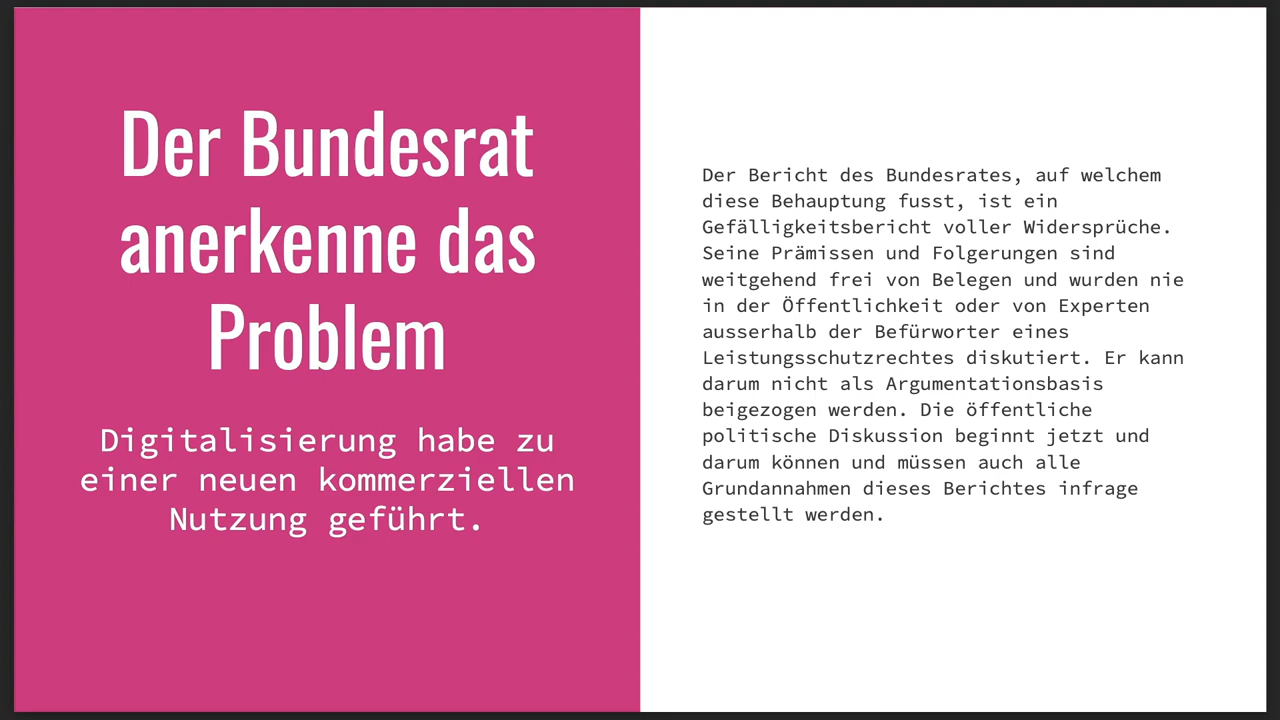 Der Bundesrat
anerkenne das
Problem
Digitalisierung habe zu
einer neuen kommerziellen
Nutzung geführt.
Der Bericht des Bundesrates, auf welchem
diese Behauptung fusst, ist ein
Gefälligkeitsbericht voller Widersprüche.
Seine Prämissen und Folgerungen sind
weitgehend frei von Belegen und wurden nie
in der Öffentlichkeit oder von Experten
ausserhalb der Befürworter eines
Leistungsschutzrechtes diskutiert. Er kann
darum nicht als Argumentationsbasis
beigezogen werden. Die öffentliche
politische Diskussion beginnt jetzt und
darum können und müssen auch alle
Grundannahmen dieses Berichtes infrage
gestellt werden.